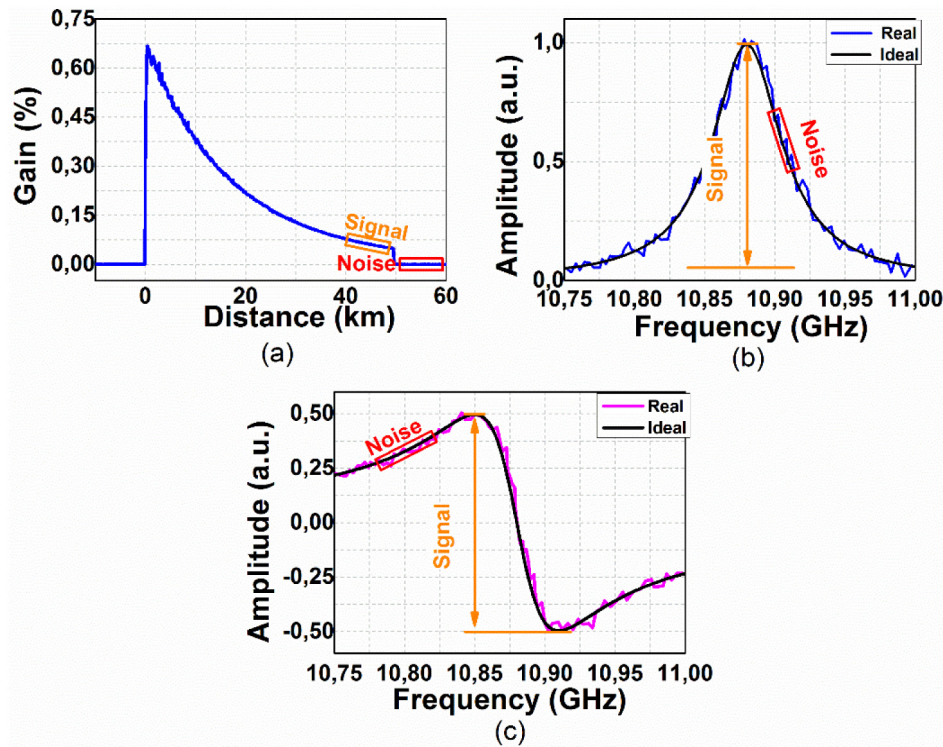 0,75
0,60
0,45
0,30
0,15
0,00
Gain (%)
Signal
Noise
0
20
40
60
Distance (km)
(a)
1,0
0,5
0,0
Amplitude (a.u.)
Real
Ideal
Signal
Noise
10,75
10,80
10,85
10,90
10,95
11,00
Frequency (GHz)
(b)
0,50
0,25
0,00
-0,25
-0,50
Amplitude (a.u.)
Noise
Signal
Real
Ideal
10,75
10,80
10,85
10,90
10,95
11,00
Frequency (GHz)
(c)